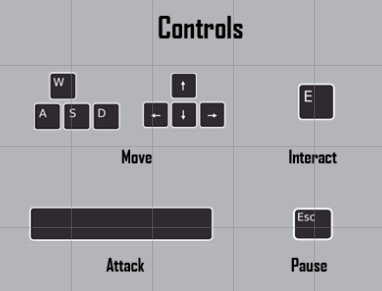 Controls
W
A S D
↑
← ↓ →
E
Move
Interact
Esc
Attack
Pause